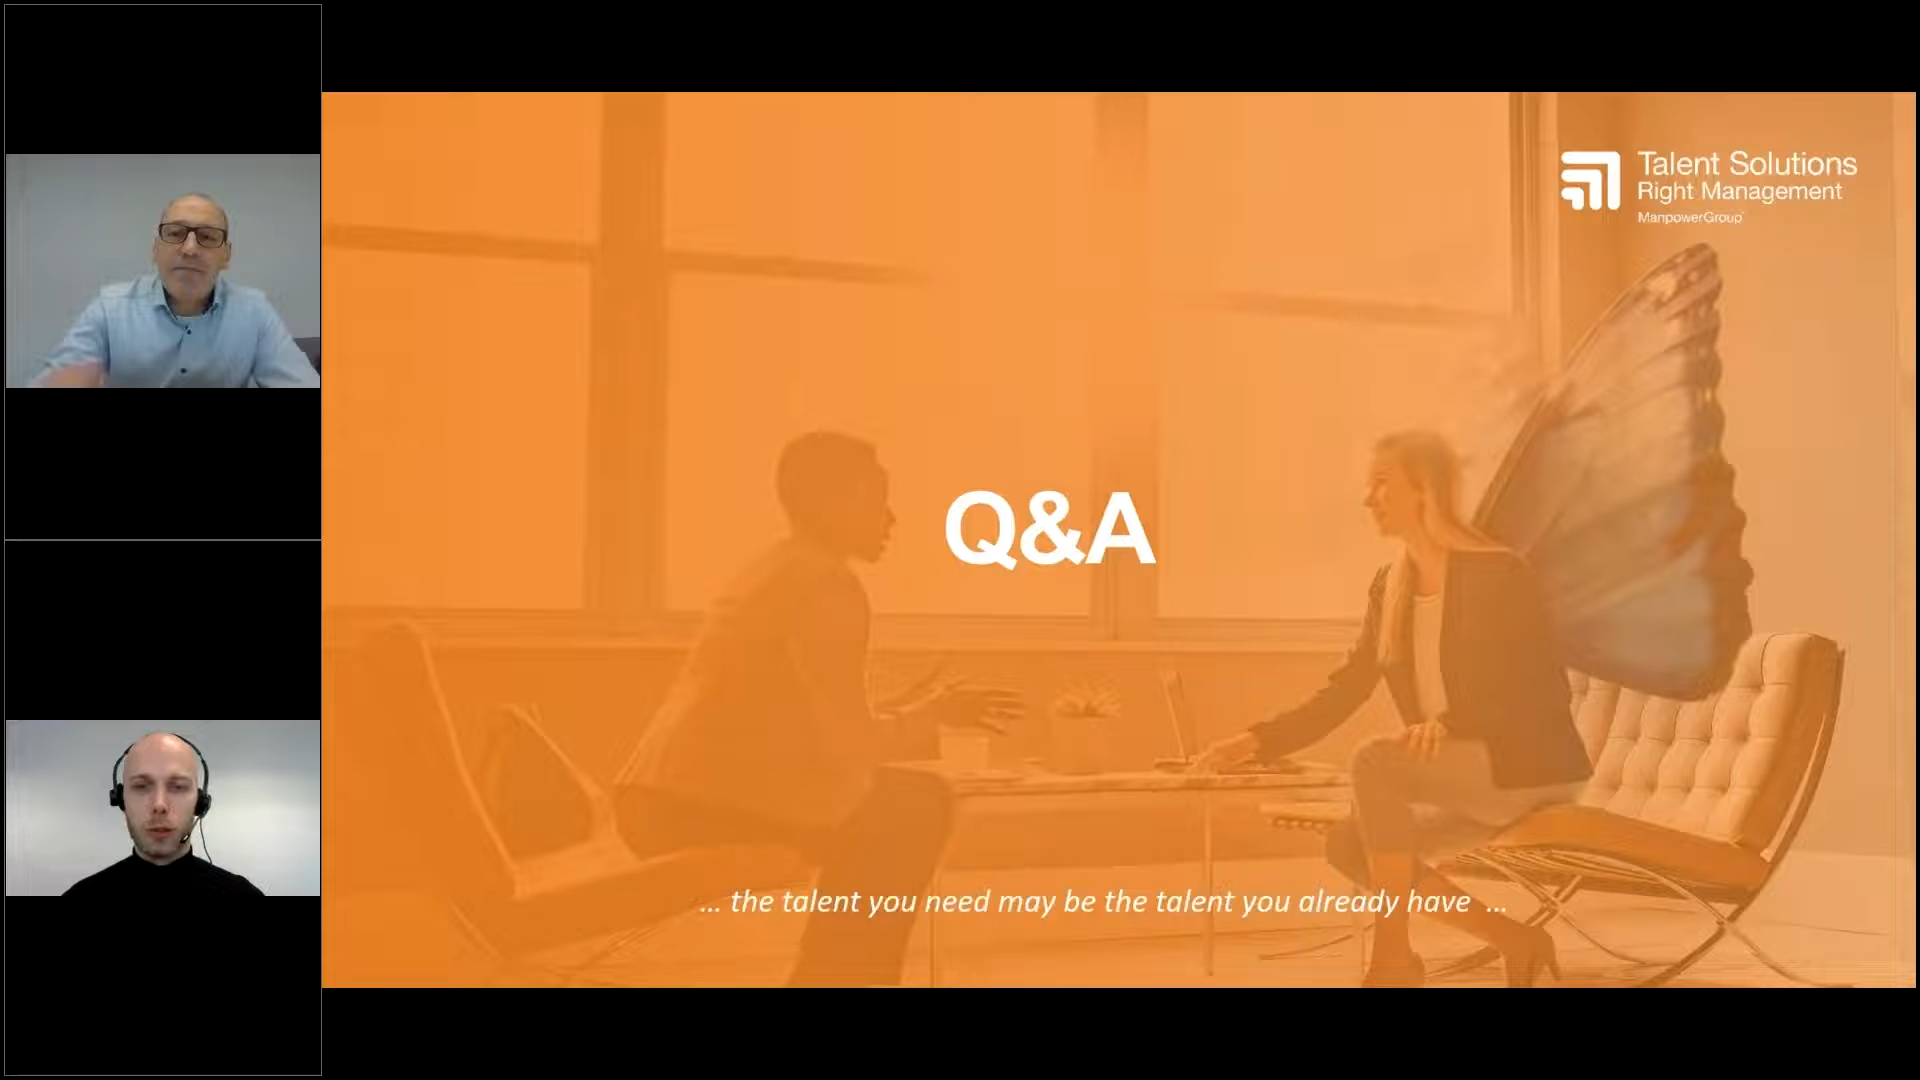 Talent Solutions
Right Management
ManpowerGroup
Q&A
... the talent you need may be the talent you already have ...